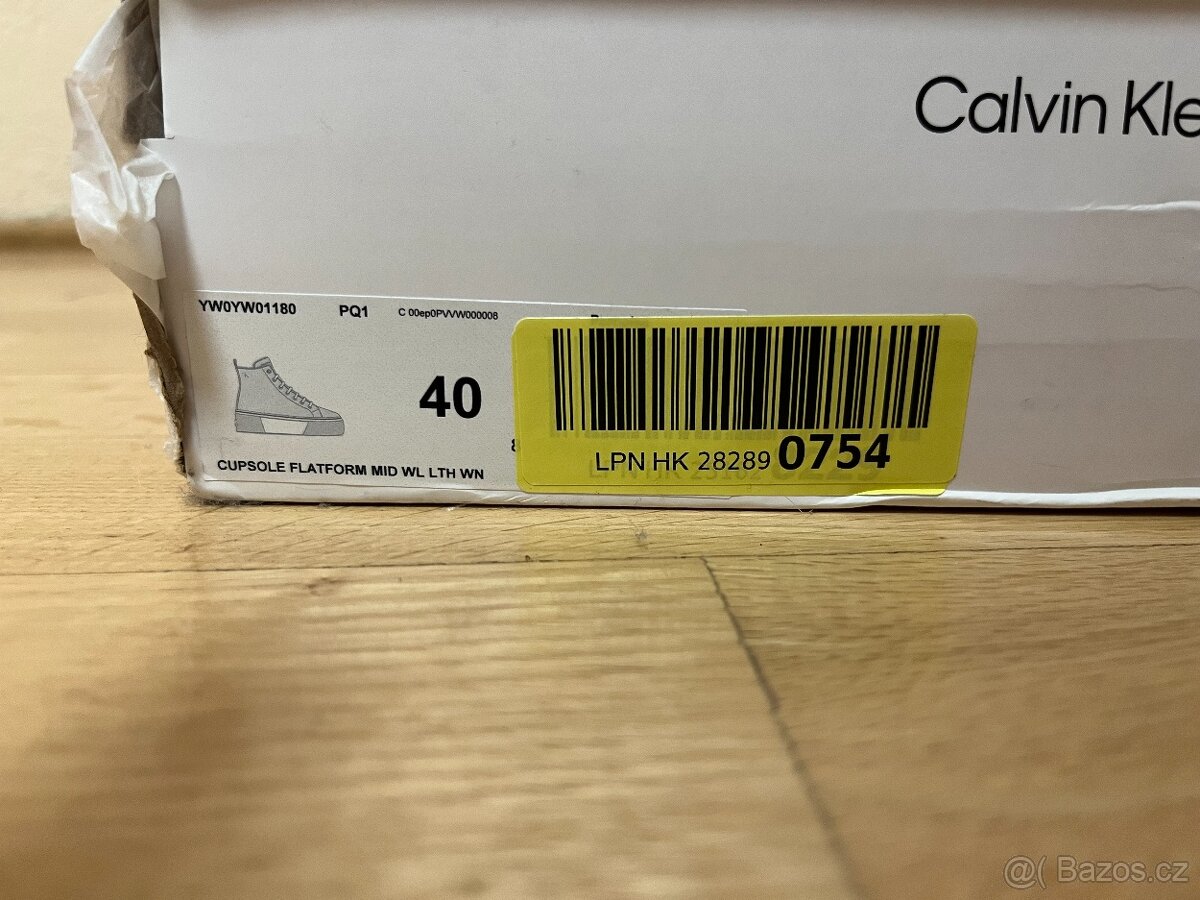 Calvin Kle
YW0YW01180 PQ1 C 00ep0PVVW000008
40
CUPSOLE FLATFORM MID WL LTH WN
LPN HK 28289 0754
@( Bazos.cz